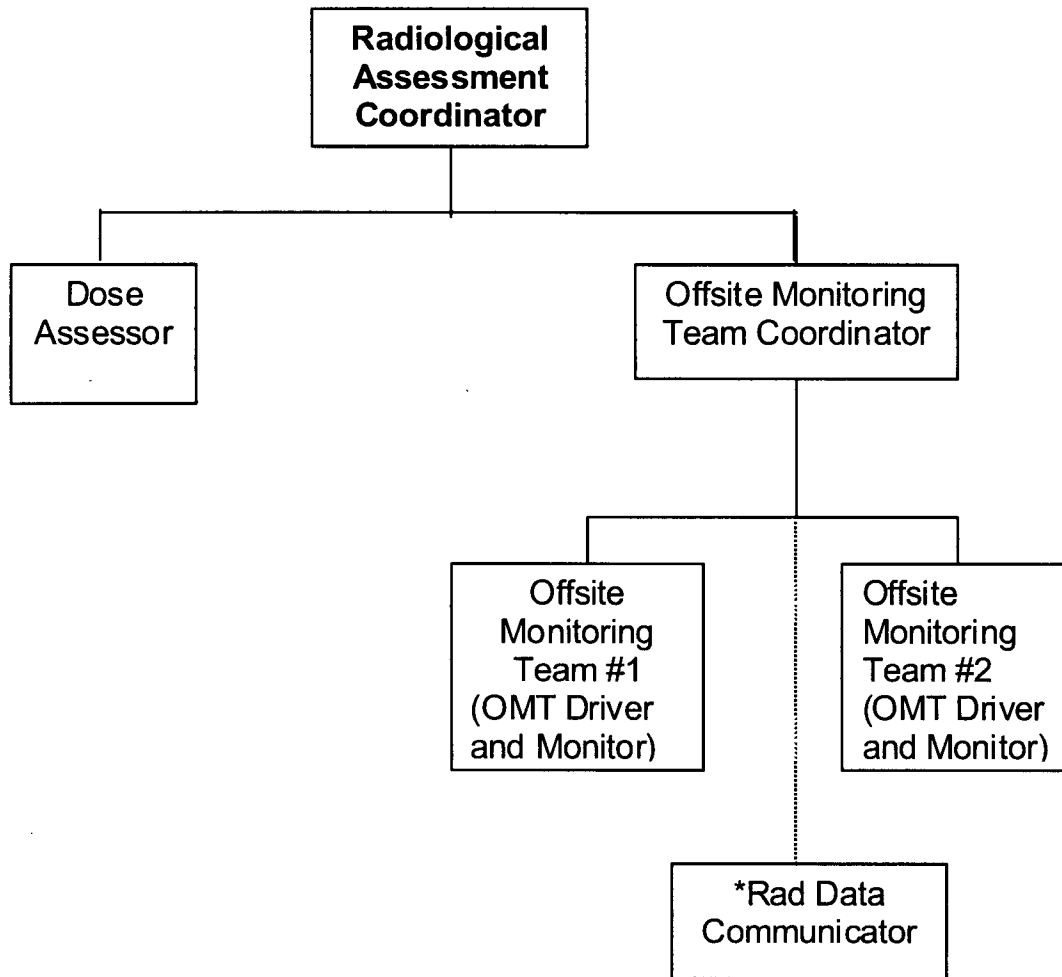 Radiological
Assessment
Coordinator
Dose
Assessor
Offsite Monitoring
Team Coordinator
Offsite
Monitoring
Team #1
(OMT Driver
and Monitor)
Offsite
Monitoring
Team #2
(OMT Driver
and Monitor)
*Rad Data
Communicator